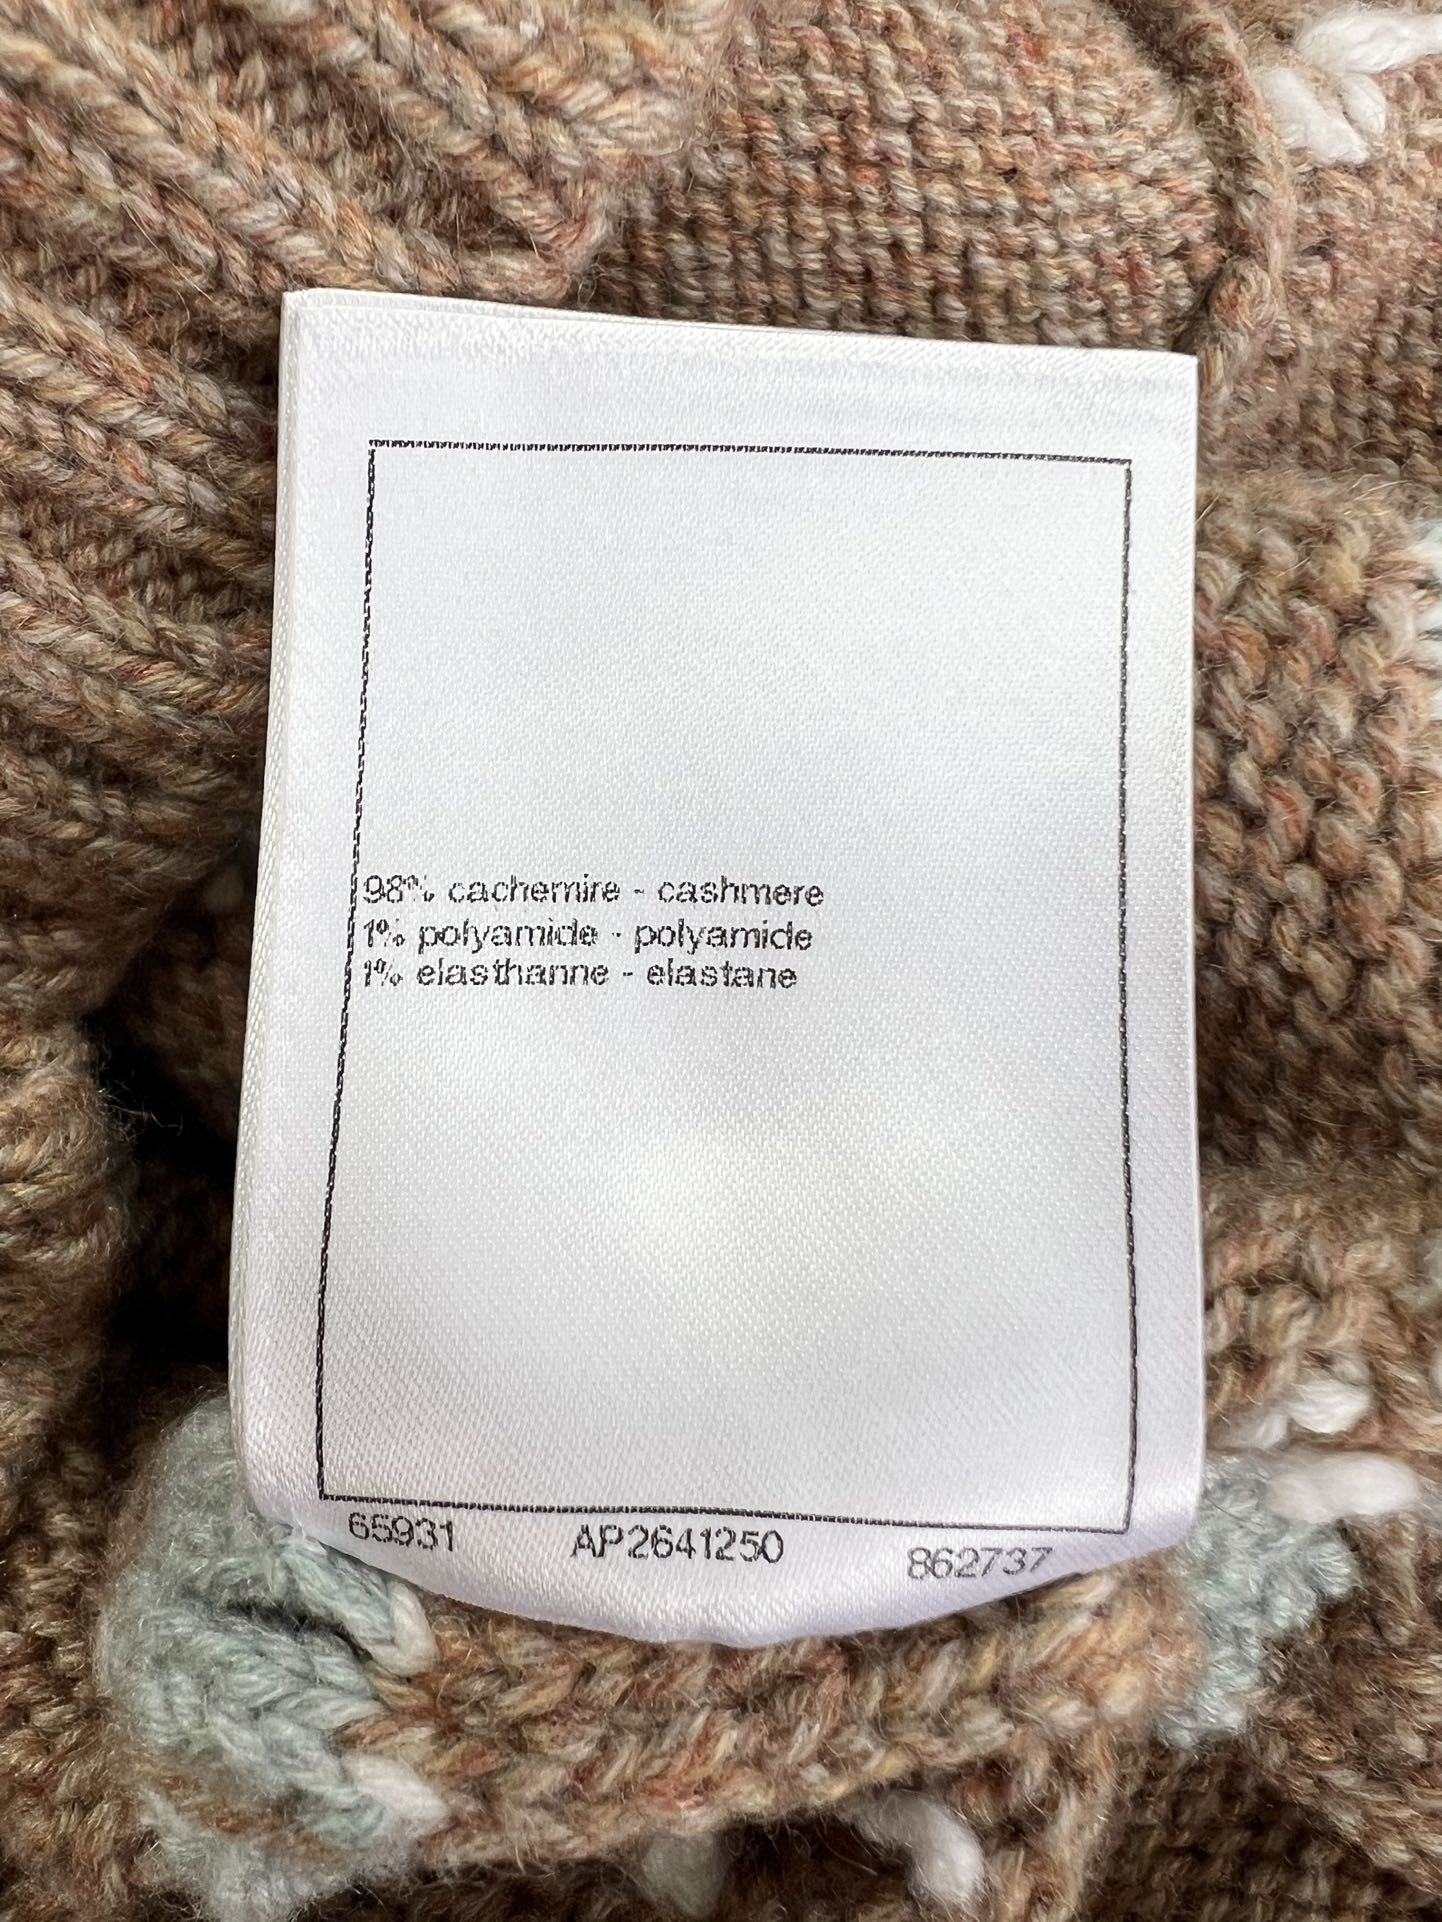 98% cachemire - cashmere
1% polyamide - polyamide
1% elasthanne - elastane
65931 AP2641250 862737